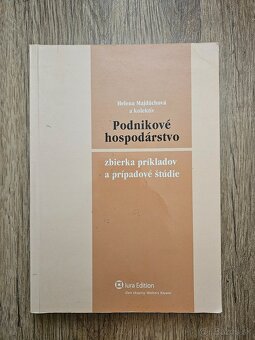 Helena Majdúchová
a kolektív
Podnikové
hospodárstvo
zbierka príkladov
a prípadové štúdie
Iura Edition